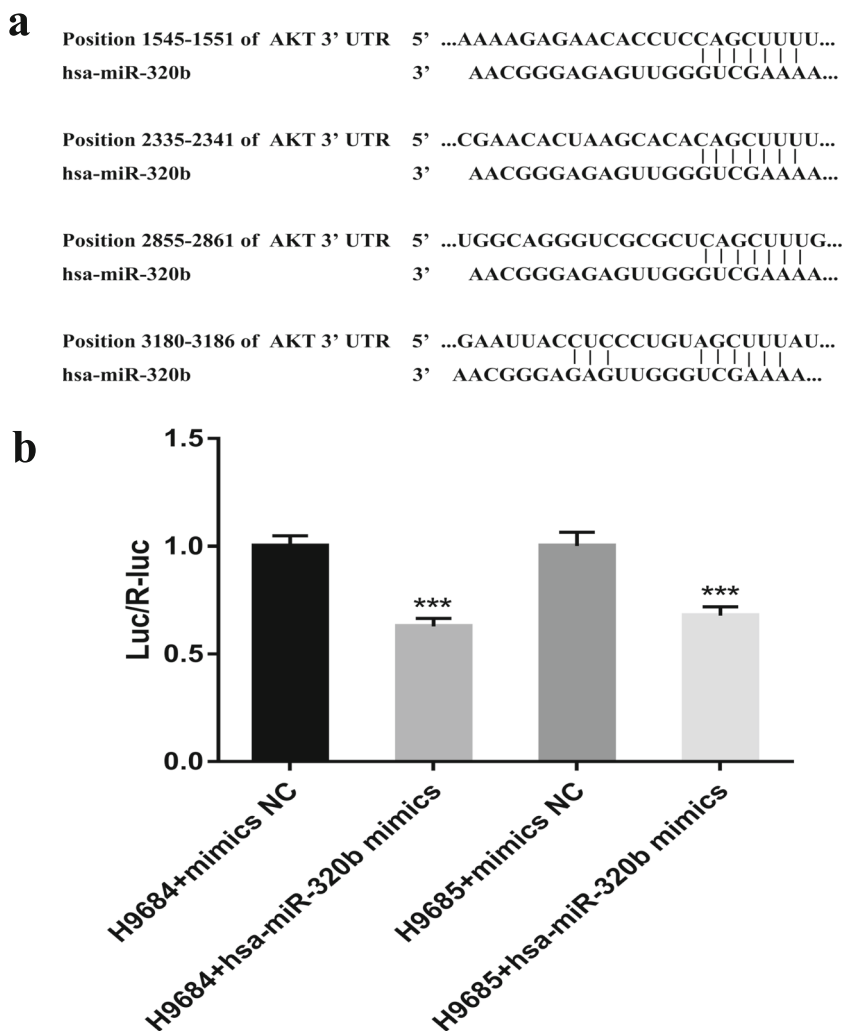 a
Position 1545-1551 of AKT 3’ UTR 5’ ...AAAAGAGAACACCUCCAGCUUUU...
hsa-miR-320b 3’ AACGGGAGAGUUGGGUCGAAAA...
Position 2335-2341 of AKT 3’ UTR 5’ ...CGAACACUAAGCACACAGCUUUU...
hsa-miR-320b 3’ AACGGGAGAGUUGGGUCGAAAA...
Position 2855-2861 of AKT 3’ UTR 5’ ...UGGCAGGGUCGCGCUCAGCUUUG...
hsa-miR-320b 3’ AACGGGAGAGUUGGGUCGAAAA...
Position 3180-3186 of AKT 3’ UTR 5’ ...GAAUUACCUCCCUGUAGCUUUAU...
hsa-miR-320b 3’ AACGGGAGAGUUGGGUCGAAAA...
b
Luc/R-luc
1.5
1.0
0.5
0.0
***
***
H9684+mimics NC
H9684+hsa-miR-320b mimics
H9685+mimics NC
H9685+hsa-miR-320b mimics